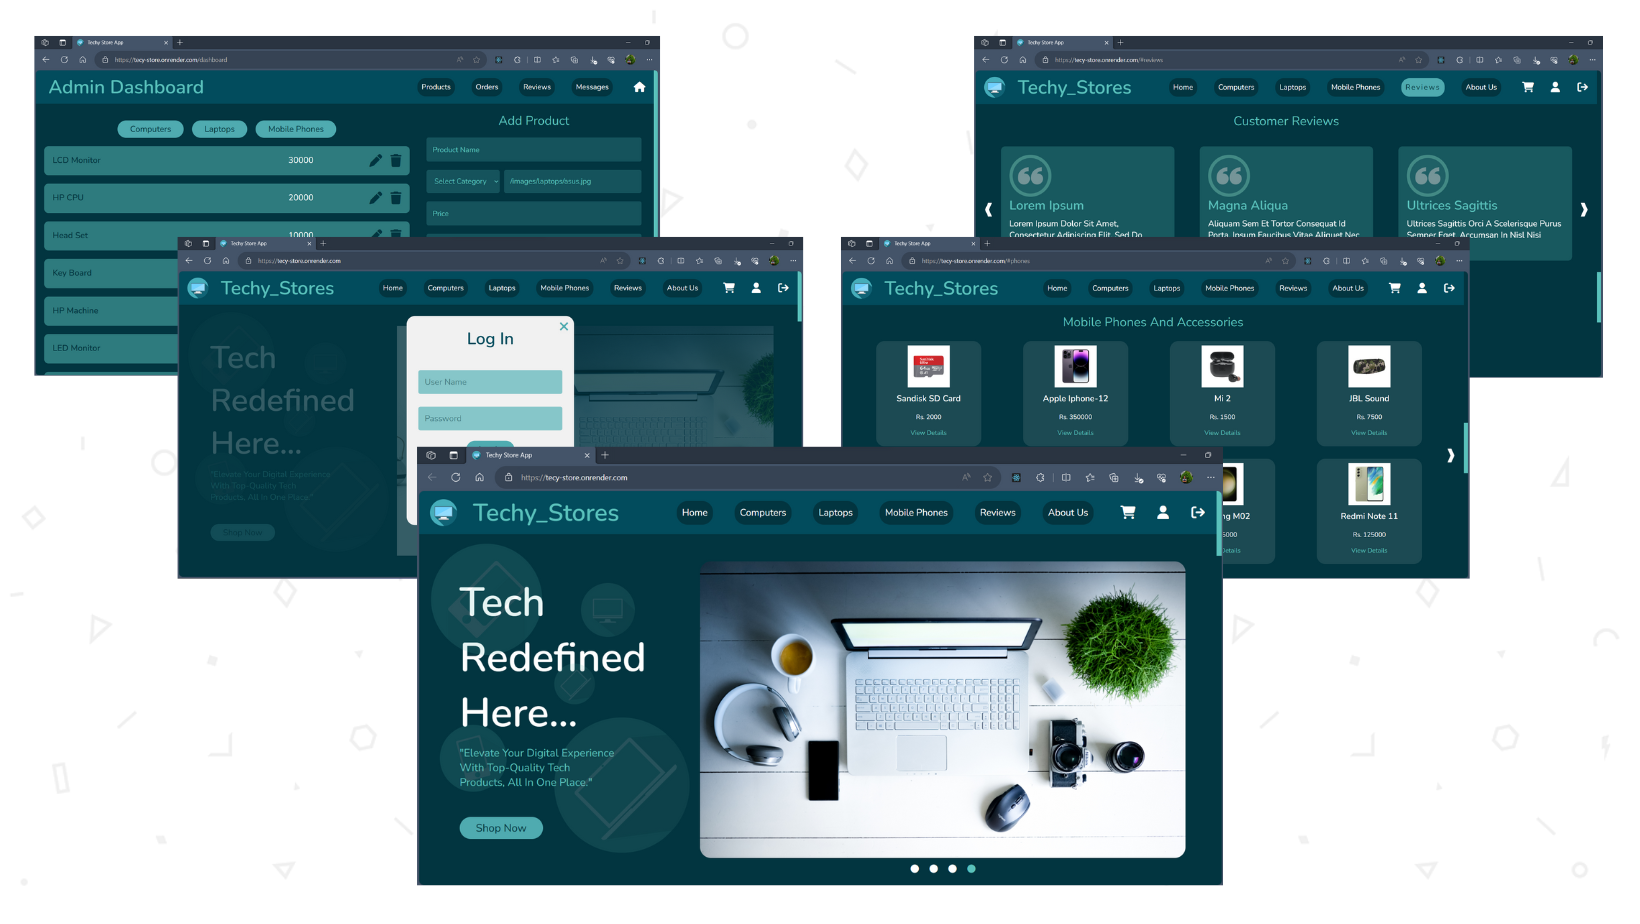 Techy Store App
https://tecy-store.onrender.com/dashboard
Admin Dashboard
Products
Orders
Reviews
Messages
Computers
Laptops
Mobile Phones
LCD Monitor
30000
HP CPU
20000
Head Set
10000
Key Board
HP Machine
LED Monitor
Add Product
Product Name
Select Category
/images/laptops/asus.jpg
Price
Techy Store App
https://tecy-store.onrender.com/#reviews
Techy_Stores
Home
Computers
Laptops
Mobile Phones
Reviews
About Us
Customer Reviews
Lorem Ipsum
Lorem Ipsum Dolor Sit Amet,
Consectetur Adipiscing Elit, Sed Do
Magna Aliqua
Aliquam Sem Et Tortor Consequat Id
Porta, Ipsum Faucibus Vitae Aliquet Nec
Ultrices Sagittis
Ultrices Sagittis Orci A Scelerisque Purus
Semper Eget, Accumsan In Nisl Nisi
Techy Store App
https://tecy-store.onrender.com
Techy_Stores
Home
Computers
Laptops
Mobile Phones
Reviews
About Us
Tech
Redefined
Here...
"Elevate Your Digital Experience
With Top-Quality Tech
Products, All In One Place."
Shop Now
Log In
User Name
Password
Techy Store App
https://tecy-store.onrender.com/#phones
Techy_Stores
Home
Computers
Laptops
Mobile Phones
Reviews
About Us
Mobile Phones And Accessories
Sandisk SD Card
Rs. 2000
View Details
Apple Iphone-12
Rs. 350000
View Details
Mi 2
Rs. 1500
View Details
JBL Sound
Rs. 7500
View Details
ng M02
5000
Details
Redmi Note 11
Rs. 125000
View Details
Techy Store App
https://tecy-store.onrender.com
Techy_Stores
Home
Computers
Laptops
Mobile Phones
Reviews
About Us
Tech
Redefined
Here...
"Elevate Your Digital Experience
With Top-Quality Tech
Products, All In One Place."
Shop Now